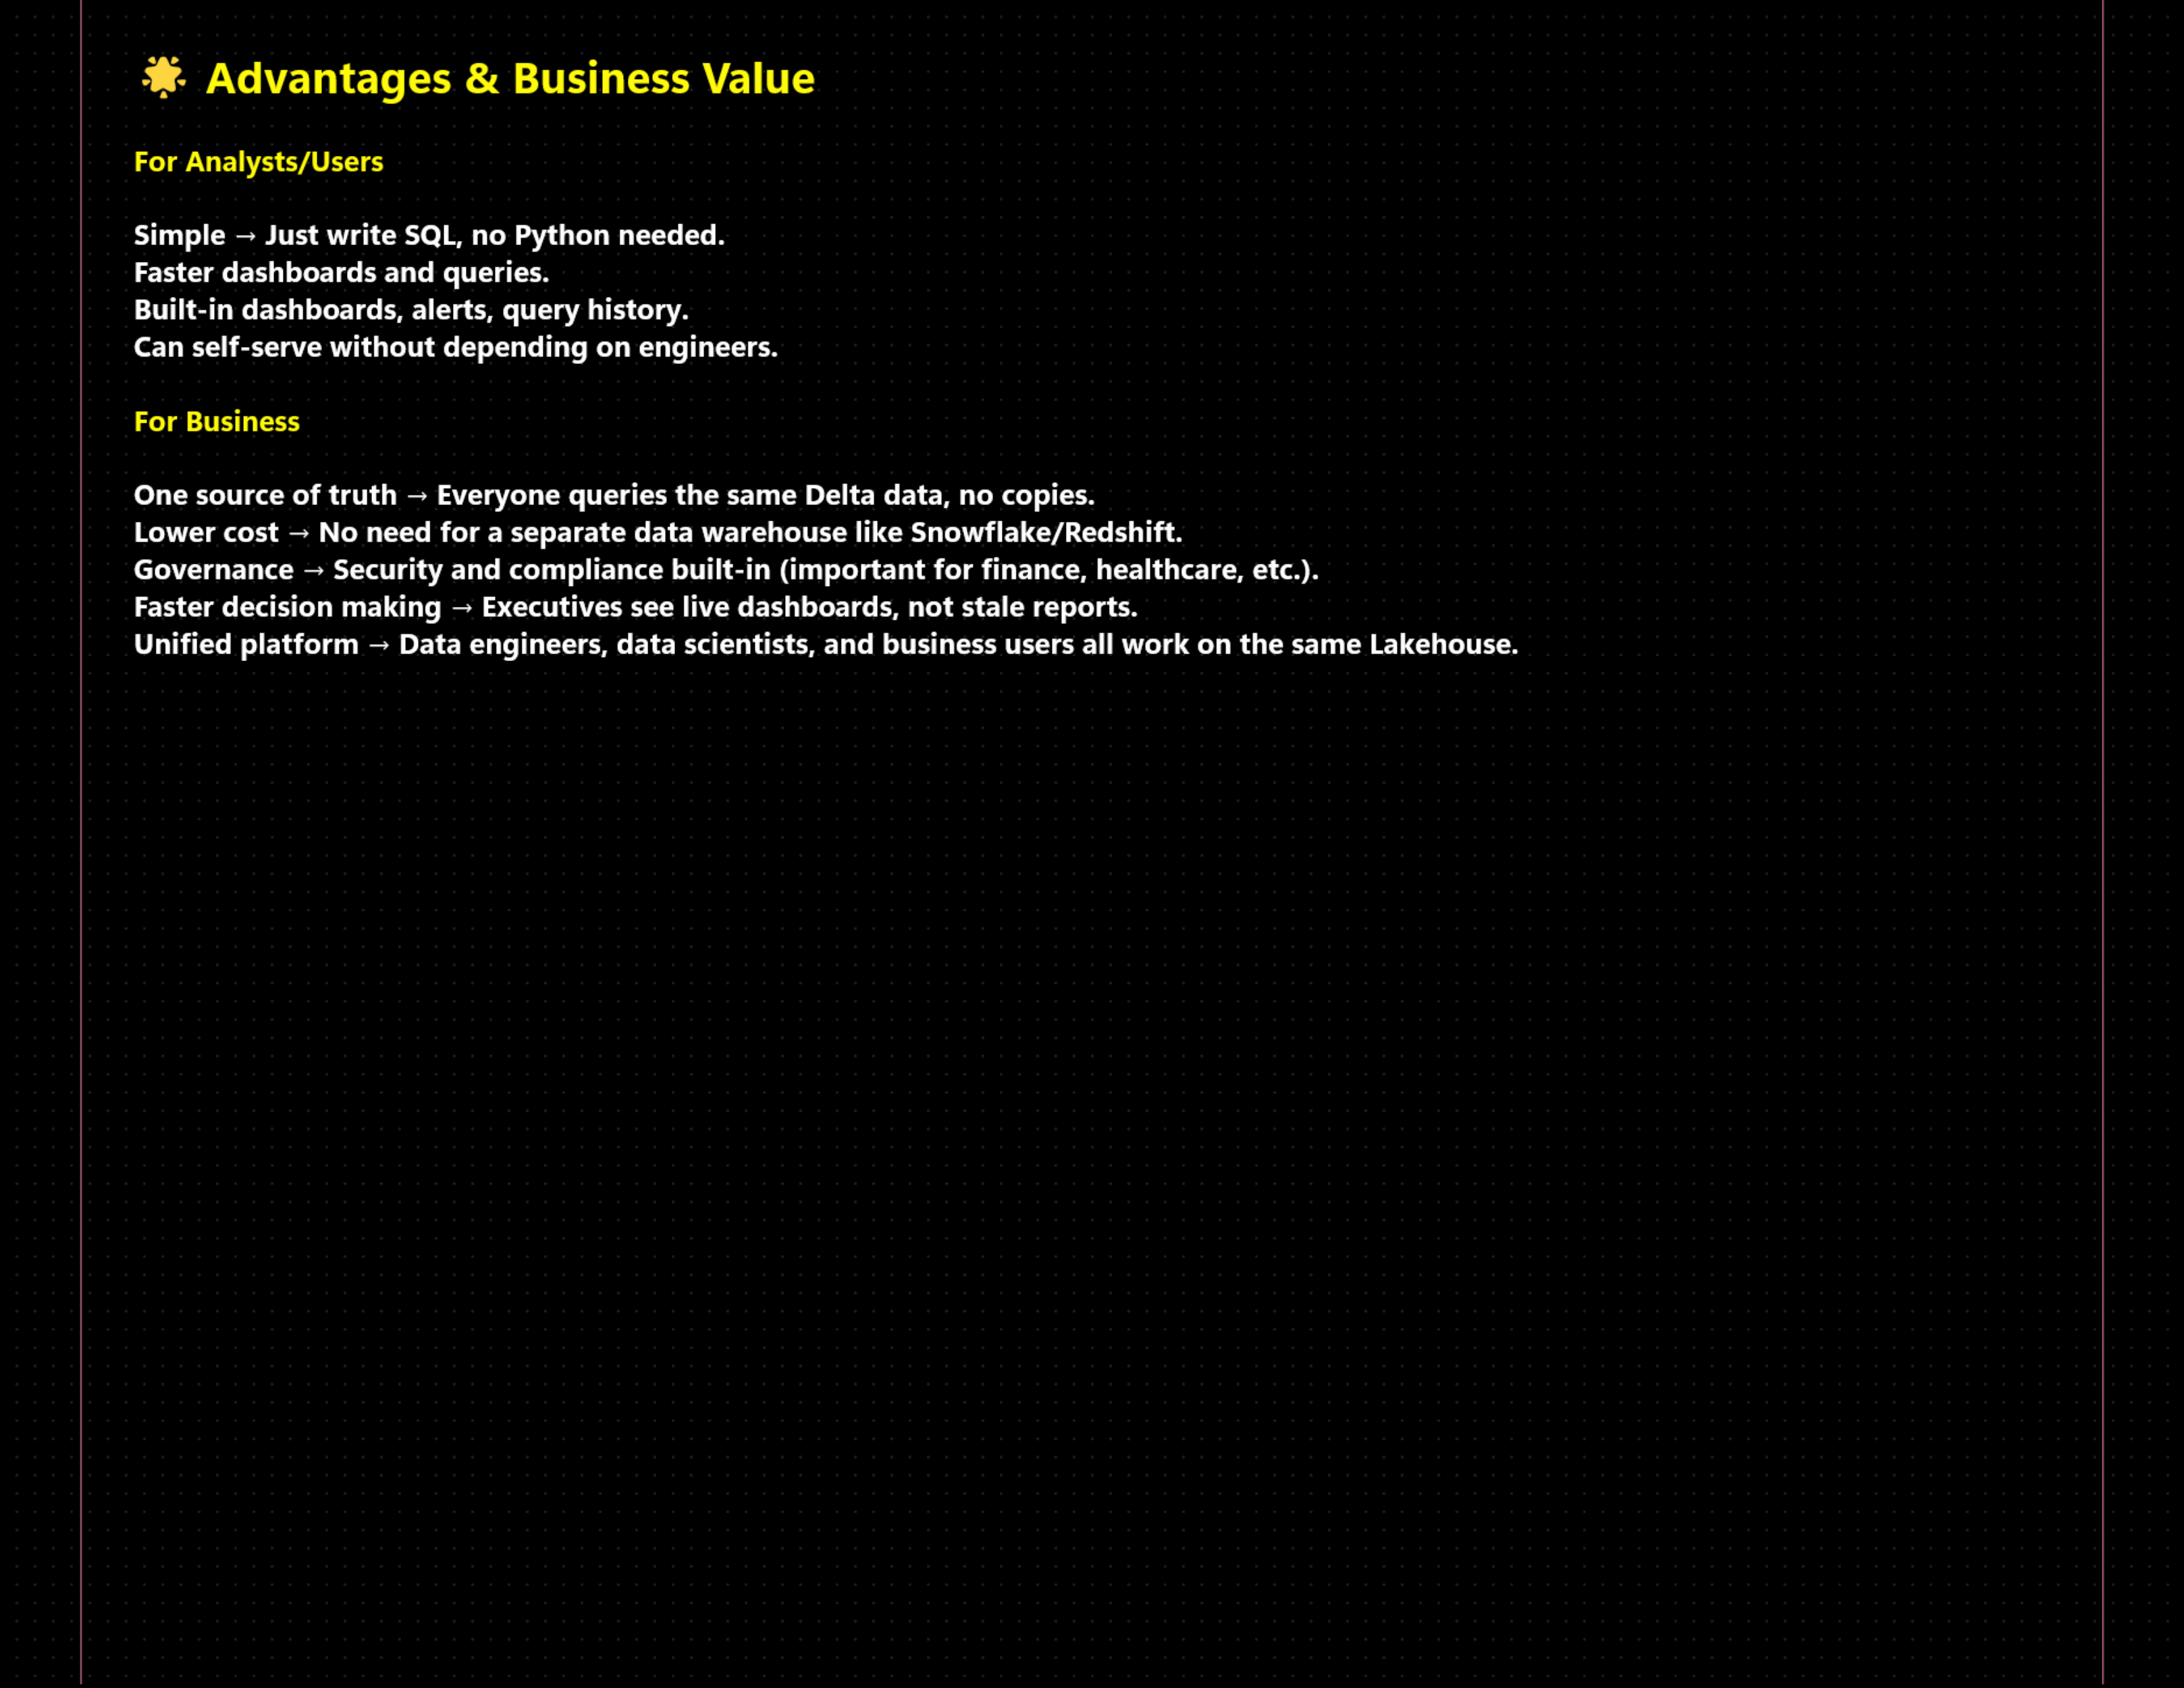 🌟 Advantages & Business Value
For Analysts/Users
Simple → Just write SQL, no Python needed.
Faster dashboards and queries.
Built-in dashboards, alerts, query history.
Can self-serve without depending on engineers.
For Business
One source of truth → Everyone queries the same Delta data, no copies.
Lower cost → No need for a separate data warehouse like Snowflake/Redshift.
Governance → Security and compliance built-in (important for finance, healthcare, etc.).
Faster decision making → Executives see live dashboards, not stale reports.
Unified platform → Data engineers, data scientists, and business users all work on the same Lakehouse.